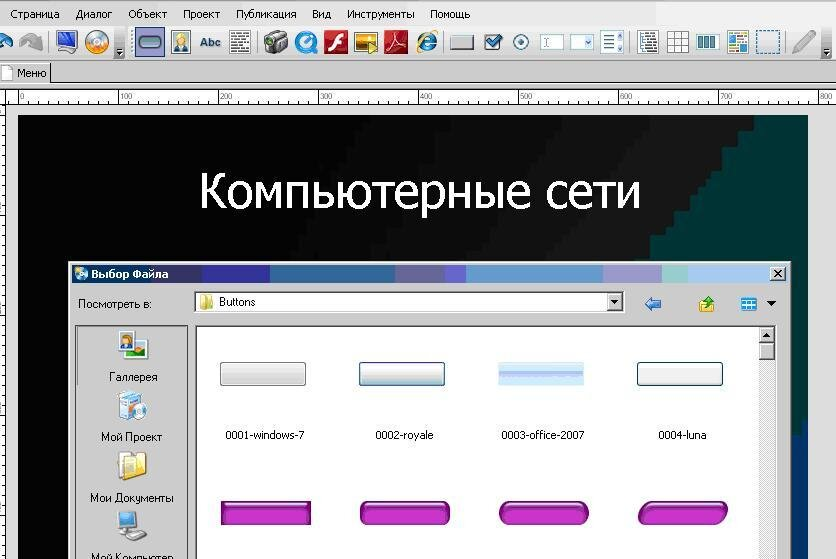 Страница Диалог Объект Проект Публикация Вид Инструменты Помощь
Abc
Меню
0 100 200 300 400 500 600 700 800
Компьютерные сети
Выбор Файла
Посмотреть в: Buttons
Галлерея
0001-windows-7 0002-royale 0003-office-2007 0004-luna
Мой Проект
Мои Документы
Мой Компьютер